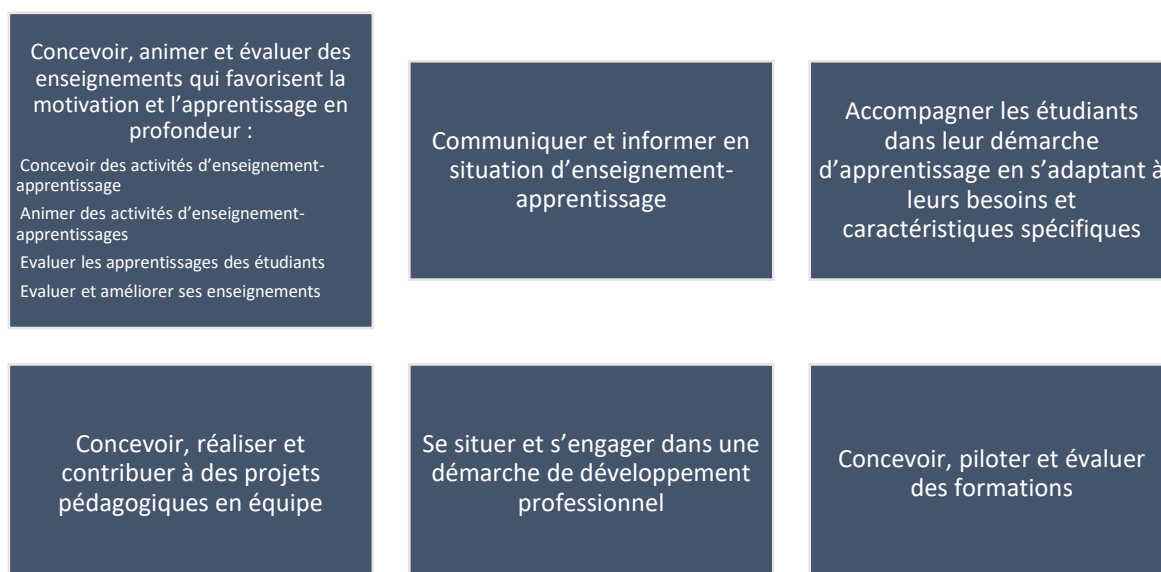 Concevoir, animer et évaluer des
enseignements qui favorisent la
motivation et l’apprentissage en
profondeur :
Concevoir des activités d’enseignement-
apprentissage
Animer des activités d’enseignement-
apprentissages
Evaluer les apprentissages des étudiants
Evaluer et améliorer ses enseignements
Communiquer et informer en
situation d’enseignement-
apprentissage
Accompagner les étudiants
dans leur démarche
d’apprentissage en s’adaptant à
leurs besoins et
caractéristiques spécifiques
Concevoir, réaliser et
contribuer à des projets
pédagogiques en équipe
Se situer et s’engager dans une
démarche de développement
professionnel
Concevoir, piloter et évaluer
des formations